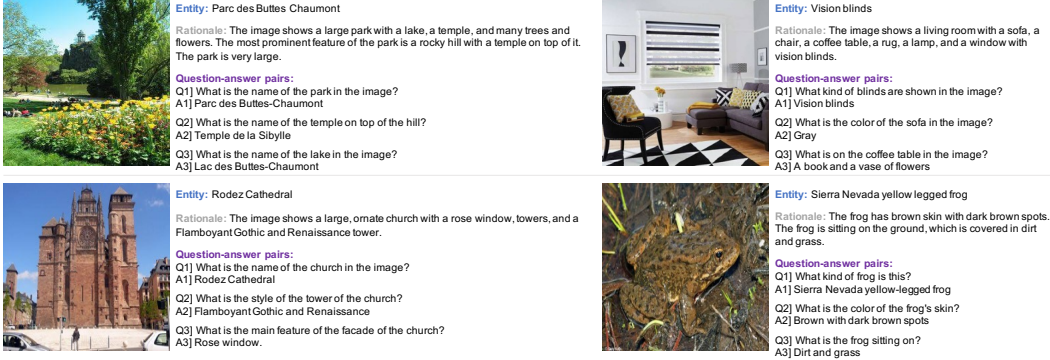 Entity: Parc des Buttes Chaumont
Rationale: The image shows a large park with a lake, a temple, and many trees and
flowers. The most prominent feature of the park is a rocky hill with a temple on top of it.
The park is very large.
Question-answer pairs:
Q1] What is the name of the park in the image?
A1] Parc des Buttes-Chaumont
Q2] What is the name of the temple on top of the hill?
A2] Temple de la Sibylle
Q3] What is the name of the lake in the image?
A3] Lac des Buttes-Chaumont
Entity: Vision blinds
Rationale: The image shows a living room with a sofa, a
chair, a coffee table, a rug, a lamp, and a window with
vision blinds.
Question-answer pairs:
Q1] What kind of blinds are shown in the image?
A1] Vision blinds
Q2] What is the color of the sofa in the image?
A2] Gray
Q3] What is on the coffee table in the image?
A3] A book and a vase of flowers
Entity: Rodez Cathedral
Rationale: The image shows a large, ornate church with a rose window, towers, and a
Flamboyant Gothic and Renaissance tower.
Question-answer pairs:
Q1] What is the name of the church in the image?
A1] Rodez Cathedral
Q2] What is the style of the tower of the church?
A2] Flamboyant Gothic and Renaissance
Q3] What is the main feature of the facade of the church?
A3] Rose window.
Entity: Sierra Nevada yellow legged frog
Rationale: The frog has brown skin with dark brown spots.
The frog is sitting on the ground, which is covered in dirt
and grass.
Question-answer pairs:
Q1] What kind of frog is this?
A1] Sierra Nevada yellow-legged frog
Q2] What is the color of the frog's skin?
A2] Brown with dark brown spots
Q3] What is the frog sitting on?
A3] Dirt and grass